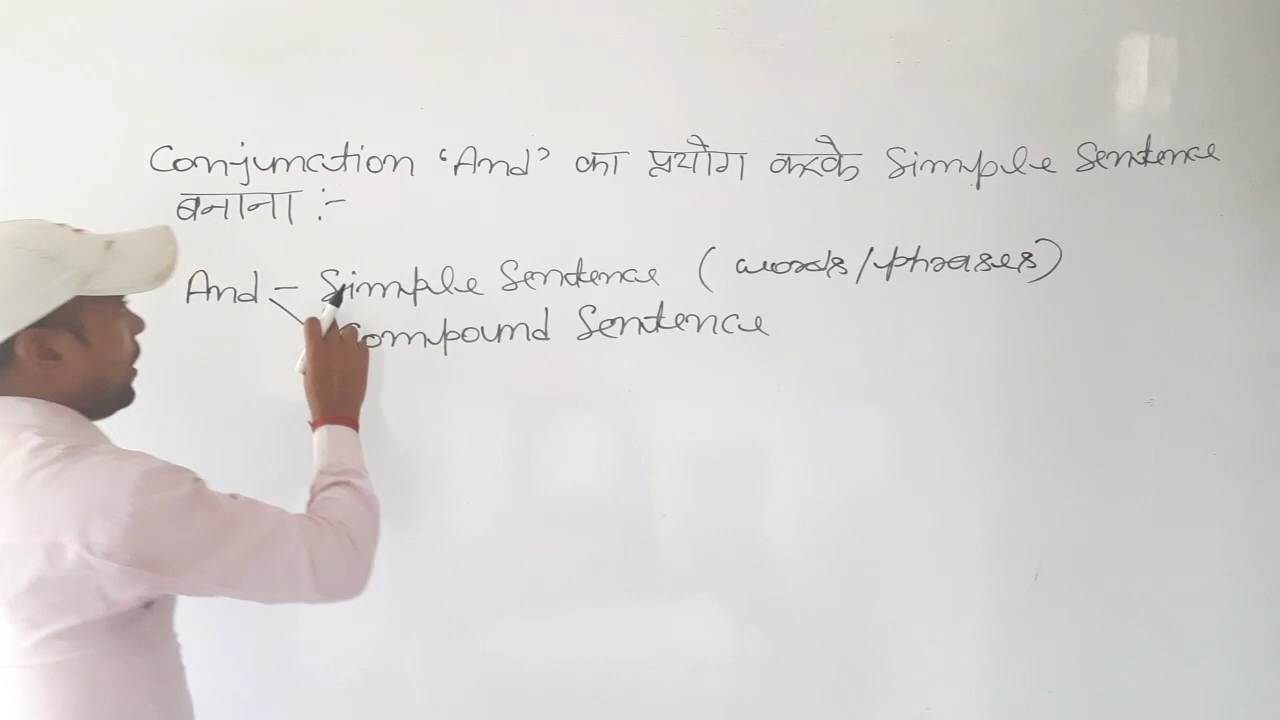 Conjunction 'And' का प्रयोग करके Simple Sentence
बनाना :-
And - Simple Sentence (words/phrases)
Compound Sentence